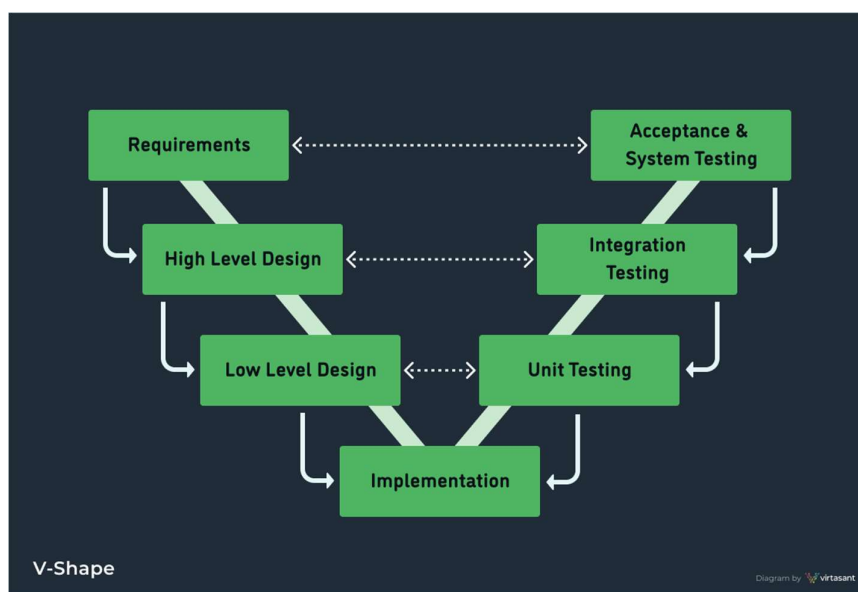 Requirements
Acceptance &
System Testing
High Level Design
Integration
Testing
Low Level Design
Unit Testing
Implementation
V-Shape
Diagram by virtasant